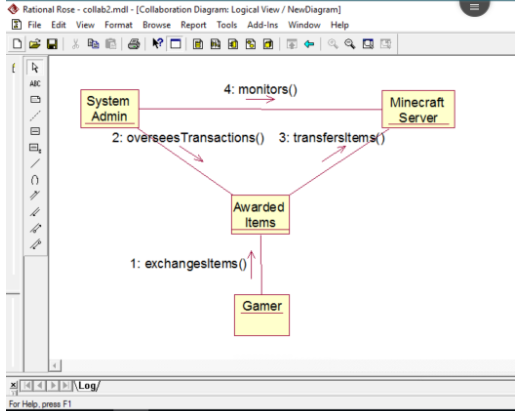 Rational Rose - collab2.mdl - [Collaboration Diagram: Logical View / NewDiagram]
File Edit View Format Browse Report Tools Add-Ins Window Help
ABC
4: monitors()
System
Admin
Minecraft
Server
2: overseesTransactions()
3: transfersItems()
Awarded
Items
1: exchangesItems()
Gamer
Log
For Help, press F1